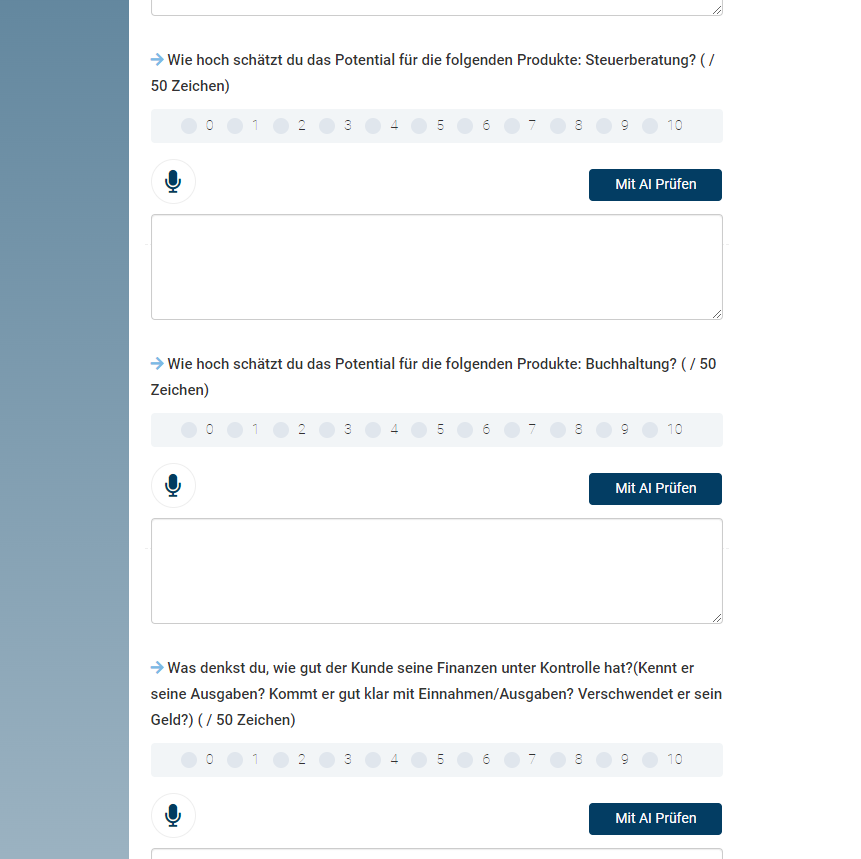 Wie hoch schätzt du das Potential für die folgenden Produkte: Steuerberatung? ( /
50 Zeichen)
0 1 2 3 4 5 6 7 8 9 10
Mit AI Prüfen
Wie hoch schätzt du das Potential für die folgenden Produkte: Buchhaltung? ( / 50
Zeichen)
0 1 2 3 4 5 6 7 8 9 10
Mit AI Prüfen
Was denkst du, wie gut der Kunde seine Finanzen unter Kontrolle hat?(Kennt er
seine Ausgaben? Kommt er gut klar mit Einnahmen/Ausgaben? Verschwendet er sein
Geld?) ( / 50 Zeichen)
0 1 2 3 4 5 6 7 8 9 10
Mit AI Prüfen